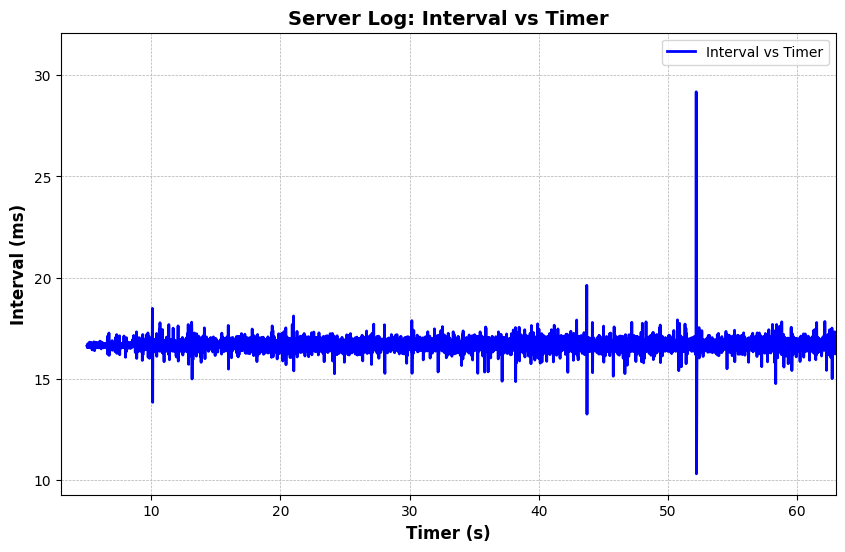 Server Log: Interval vs Timer
Interval vs Timer
30
25
20
15
10
Interval (ms)
10 20 30 40 50 60
Timer (s)